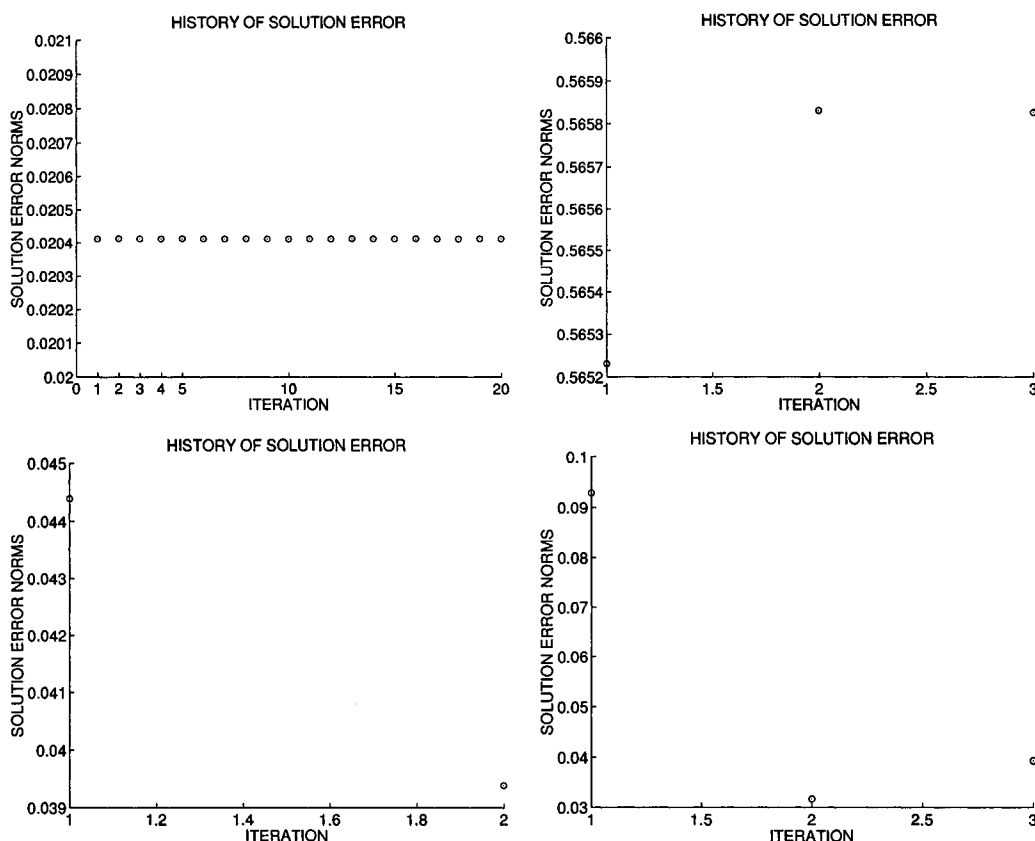 HISTORY OF SOLUTION ERROR
SOLUTION ERROR NORMS
0.021
0.0209
0.0208
0.0207
0.0206
0.0205
0.0204
0.0203
0.0202
0.0201
0.02
0 1 2 3 4 5 10 15 20
ITERATION
HISTORY OF SOLUTION ERROR
SOLUTION ERROR NORMS
0.566
0.5659
0.5658
0.5657
0.5656
0.5655
0.5654
0.5653
0.5652
1 1.5 2 2.5 3
ITERATION
HISTORY OF SOLUTION ERROR
SOLUTION ERROR NORMS
0.045
0.044
0.043
0.042
0.041
0.04
0.039
1 1.2 1.4 1.6 1.8 2
ITERATION
HISTORY OF SOLUTION ERROR
SOLUTION ERROR NORMS
0.1
0.09
0.08
0.07
0.06
0.05
0.04
0.03
1 1.5 2 2.5 3
ITERATION